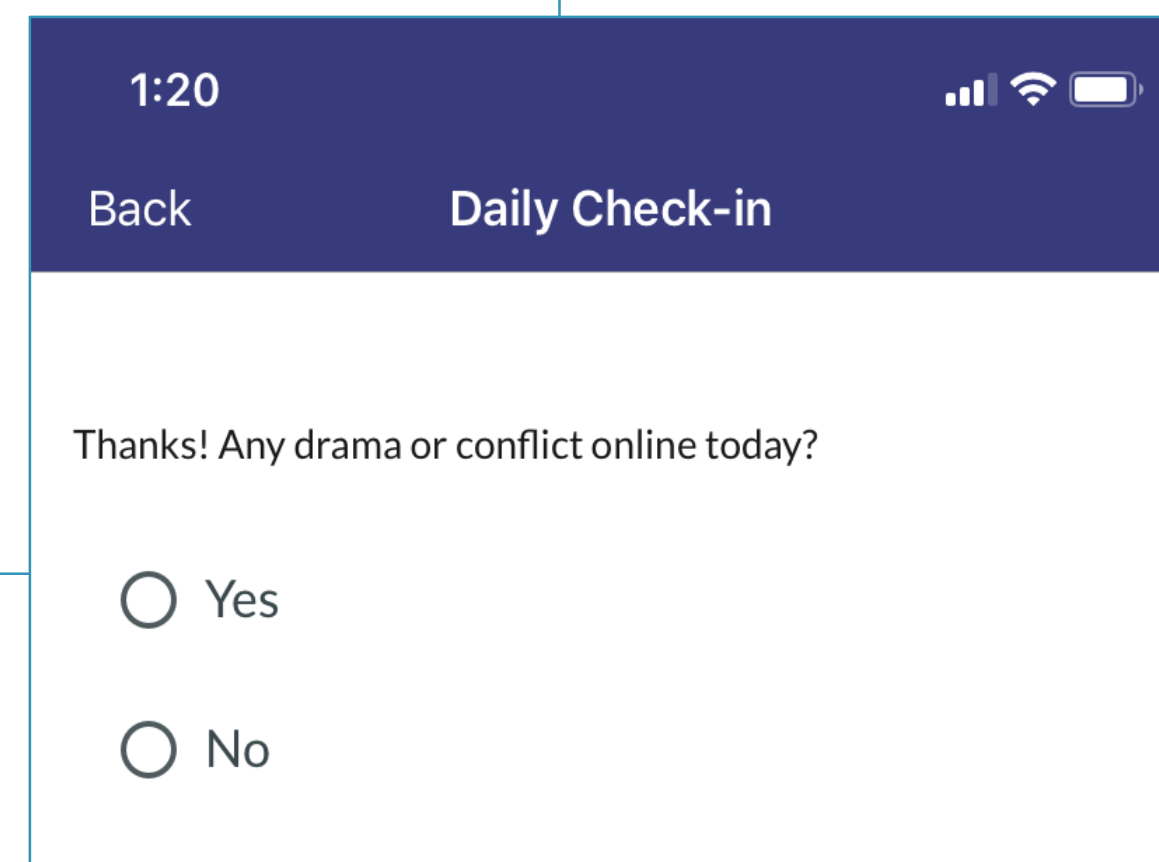 1:20
Back
Daily Check-in
Thanks! Any drama or conflict online today?
Yes
No